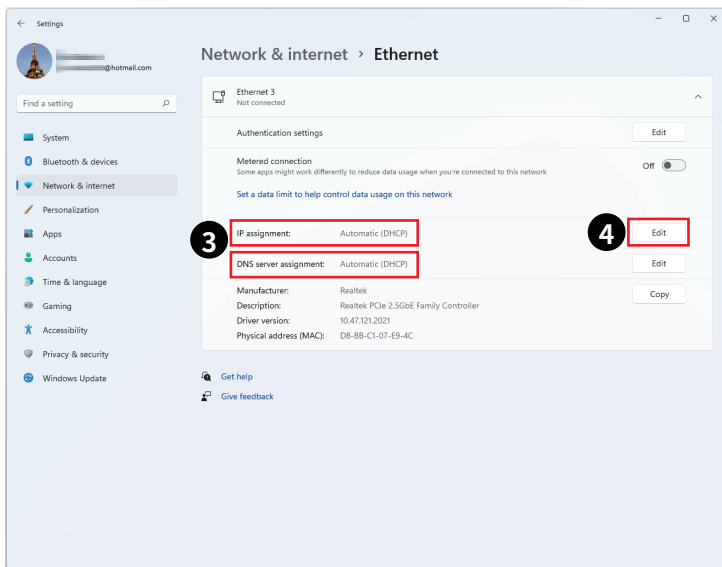 Settings
@hotmail.com
Find a setting
System
Bluetooth & devices
Network & internet
Personalization
Apps
Accounts
Time & language
Gaming
Accessibility
Privacy & security
Windows Update
Network & internet > Ethernet
Ethernet 3
Not connected
Authentication settings Edit
Metered connection
Some apps might work differently to reduce data usage when you're connected to this network
Off
Set a data limit to help control data usage on this network
3 IP assignment: Automatic (DHCP) 4 Edit
DNS server assignment: Automatic (DHCP) Edit
Manufacturer: Realtek Copy
Description: Realtek PCIe 2.5GbE Family Controller
Driver version: 10.47.121.2021
Physical address (MAC): D8-BB-C1-07-E9-4C
Get help
Give feedback